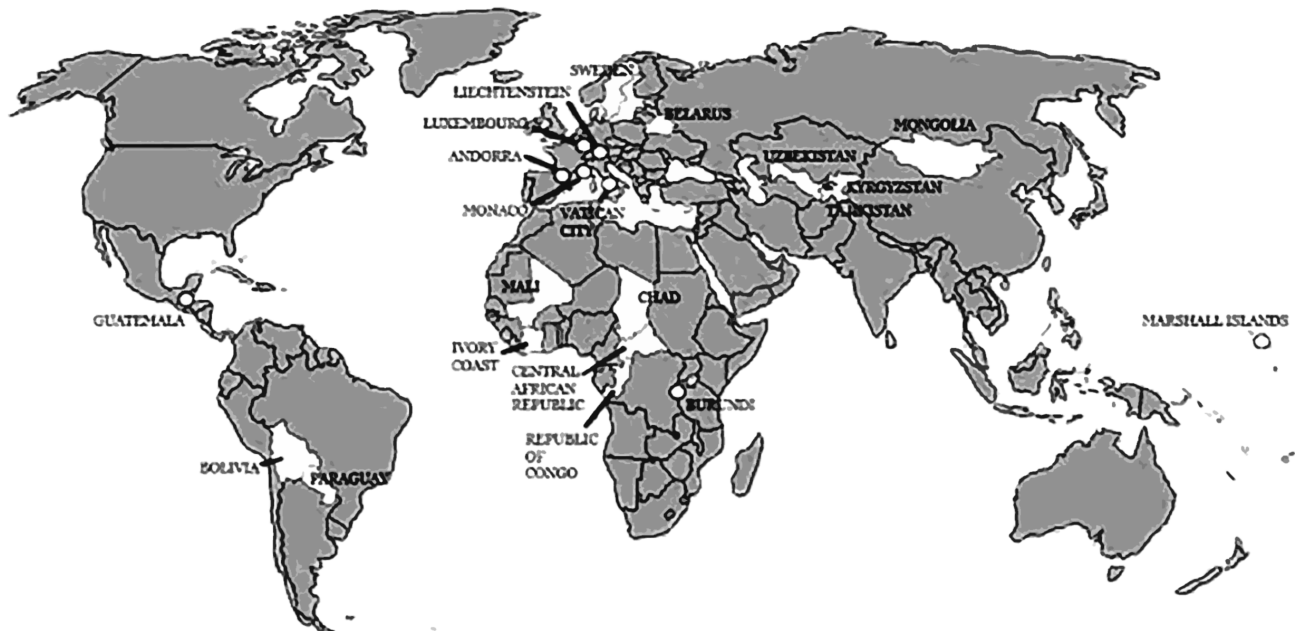 SWEDEN
LIECHTENSTEIN
BELARUS
LUXEMBOURG
MONGOLIA
ANDORRA
UZBEKISTAN
KYRGYZSTAN
MONACO
VATICAN
CITY
TAJIKISTAN
MALI
CHAD
GUATEMALA
MARSHALL ISLANDS
IVORY
COAST
CENTRAL
AFRICAN
REPUBLIC
BURUNDI
REPUBLIC
OF
CONGO
BOLIVIA
PARAGUAY